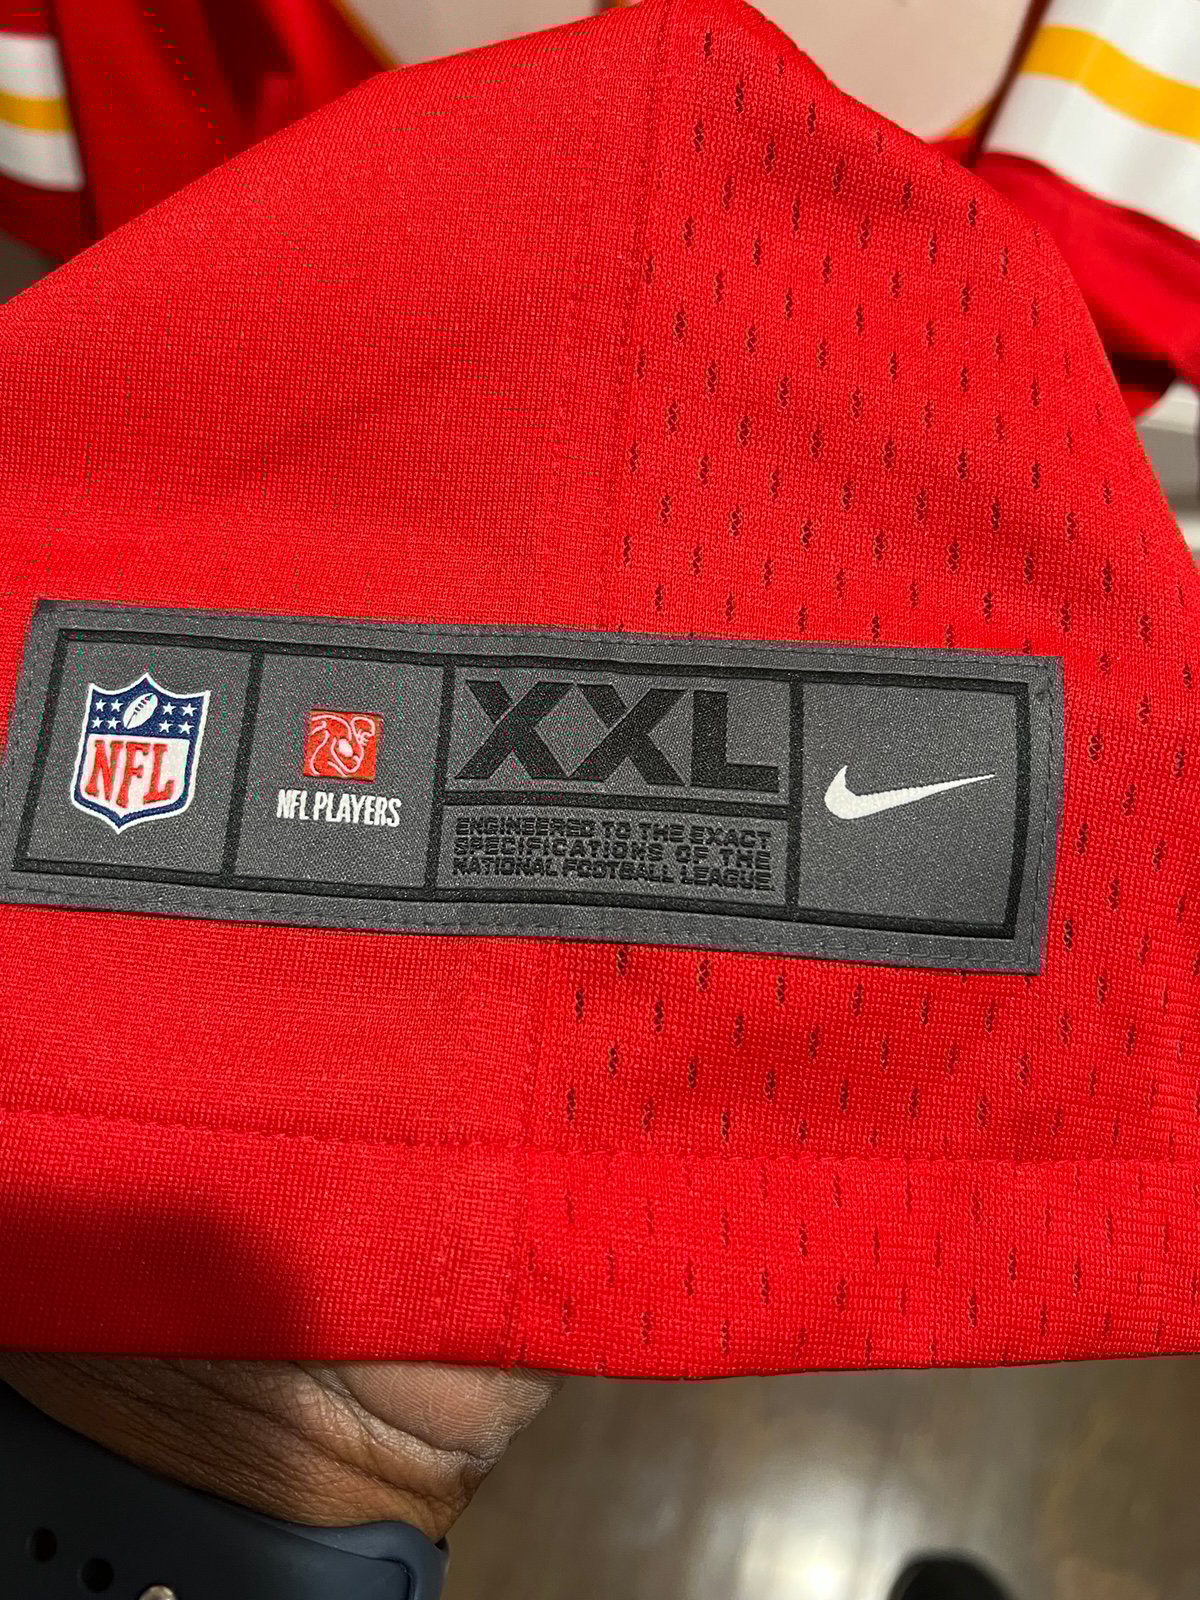 NFL
NFL PLAYERS
XXL
ENGINEERED TO THE EXACT
SPECIFICATIONS OF THE
NATIONAL FOOTBALL LEAGUE.